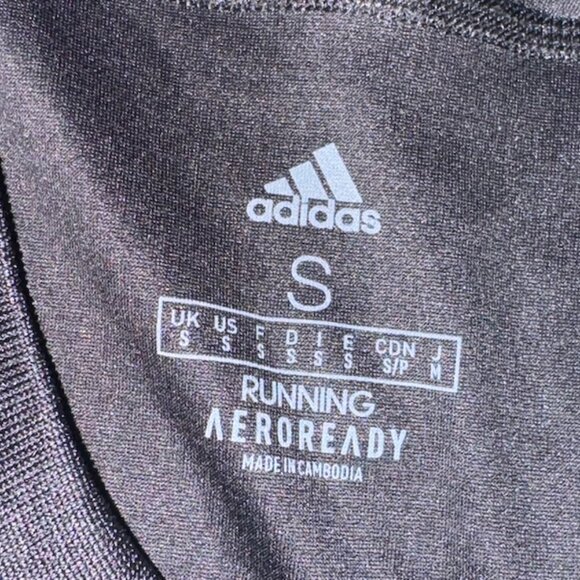 adidas
S
UK US F D I E CDN J
S S S S S S S/P M
RUNNING
AEROREADY
MADE IN CAMBODIA